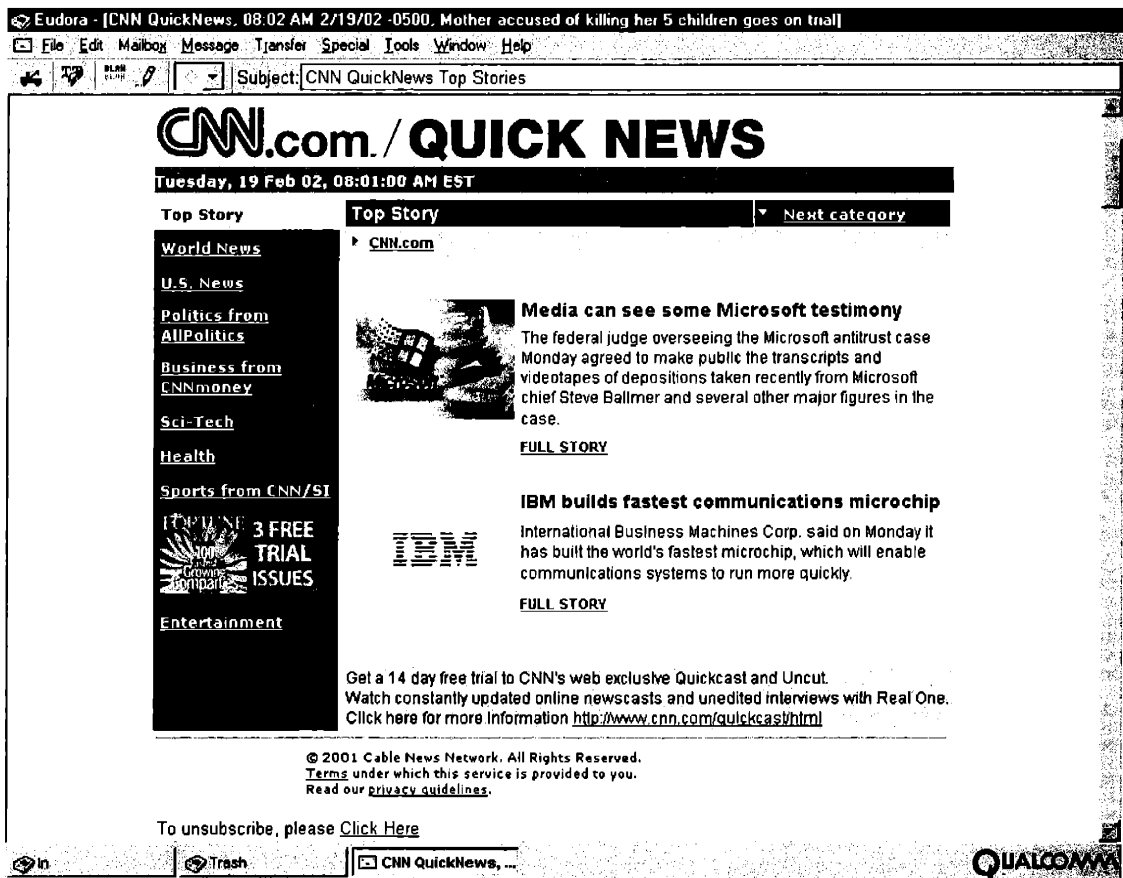 Eudora - [CNN QuickNews, 08:02 AM 2/19/02 -0500, Mother accused of killing her 5 children goes on trial]
File Edit Mailbox Message Transfer Special Tools Window Help
Subject: CNN QuickNews Top Stories
CNN.com./QUICK NEWS
Tuesday, 19 Feb 02, 08:01:00 AM EST
Top Story
World News
U.S. News
Politics from
AllPolitics
Business from
CNNmoney
Sci-Tech
Health
Sports from CNN/SI
FORTUNE
100
Growing
3 FREE
TRIAL
ISSUES
Entertainment
Top Story
Next category
CNN.com
Microsoft
Media can see some Microsoft testimony
The federal judge overseeing the Microsoft antitrust case
Monday agreed to make public the transcripts and
videotapes of depositions taken recently from Microsoft
chief Steve Ballmer and several other major figures in the
case.
FULL STORY
IBM
IBM builds fastest communications microchip
International Business Machines Corp. said on Monday it
has built the world's fastest microchip, which will enable
communications systems to run more quickly.
FULL STORY
Get a 14 day free trial to CNN's web exclusive Quickcast and Uncut.
Watch constantly updated online newscasts and unedited interviews with Real One.
Click here for more information http://www.cnn.com/quickcast/html
© 2001 Cable News Network. All Rights Reserved.
Terms under which this service is provided to you.
Read our privacy guidelines.
To unsubscribe, please Click Here
In
Trash
CNN QuickNews, ...
QUALCOMM